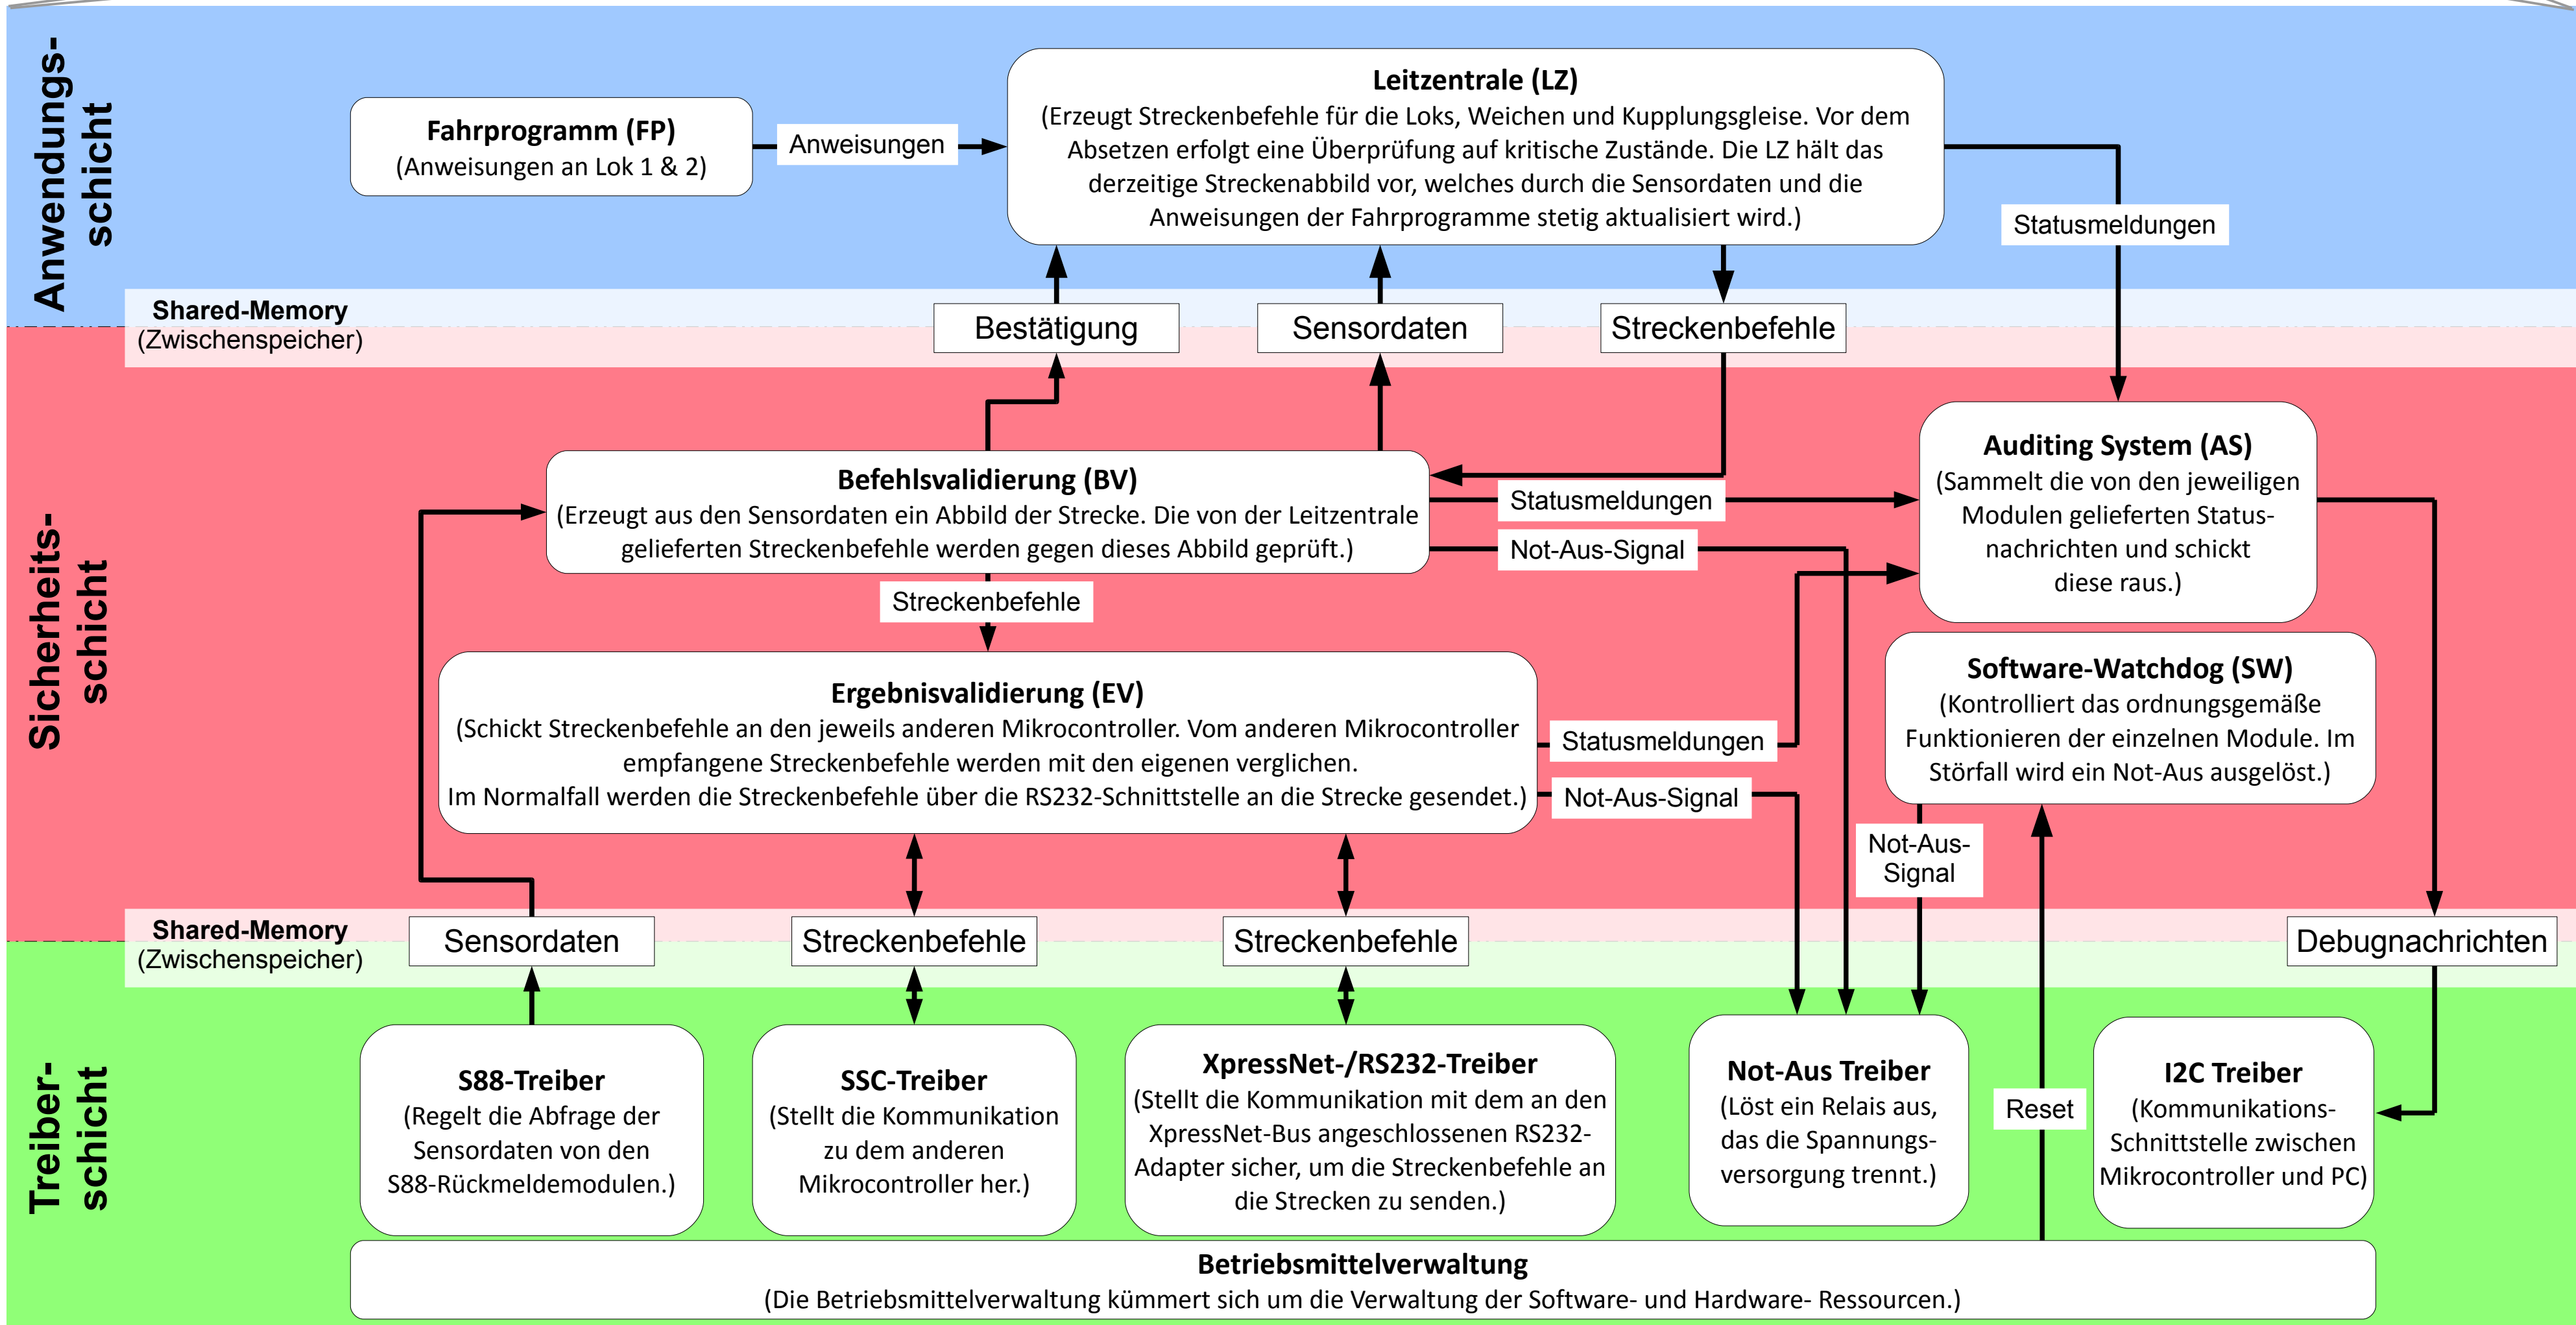 Anwendungs-
schicht
Fahrprogramm (FP)
(Anweisungen an Lok 1 & 2)
Anweisungen
Leitzentrale (LZ)
(Erzeugt Streckenbefehle für die Loks, Weichen und Kupplungsgleise. Vor dem
Absetzen erfolgt eine Überprüfung auf kritische Zustände. Die LZ hält das
derzeitige Streckenabbild vor, welches durch die Sensordaten und die
Anweisungen der Fahrprogramme stetig aktualisiert wird.)
Statusmeldungen
Shared-Memory
(Zwischenspeicher)
Bestätigung
Sensordaten
Streckenbefehle
Sicherheits-
schicht
Befehlsvalidierung (BV)
(Erzeugt aus den Sensordaten ein Abbild der Strecke. Die von der Leitzentrale
gelieferten Streckenbefehle werden gegen dieses Abbild geprüft.)
Statusmeldungen
Not-Aus-Signal
Auditing System (AS)
(Sammelt die von den jeweiligen
Modulen gelieferten Status-
nachrichten und schickt
diese raus.)
Streckenbefehle
Ergebnisvalidierung (EV)
(Schickt Streckenbefehle an den jeweils anderen Mikrocontroller. Vom anderen Mikrocontroller
empfangene Streckenbefehle werden mit den eigenen verglichen.
Im Normalfall werden die Streckenbefehle über die RS232-Schnittstelle an die Strecke gesendet.)
Statusmeldungen
Not-Aus-Signal
Software-Watchdog (SW)
(Kontrolliert das ordnungsgemäße
Funktionieren der einzelnen Module. Im
Störfall wird ein Not-Aus ausgelöst.)
Not-Aus-
Signal
Shared-Memory
(Zwischenspeicher)
Sensordaten
Streckenbefehle
Streckenbefehle
Debugnachrichten
Treiber-
schicht
S88-Treiber
(Regelt die Abfrage der
Sensordaten von den
S88-Rückmeldemodulen.)
SSC-Treiber
(Stellt die Kommunikation
zu dem anderen
Mikrocontroller her.)
XpressNet-/RS232-Treiber
(Stellt die Kommunikation mit dem an den
XpressNet-Bus angeschlossenen RS232-
Adapter sicher, um die Streckenbefehle an
die Strecken zu senden.)
Not-Aus Treiber
(Löst ein Relais aus,
das die Spannungs-
versorgung trennt.)
Reset
I2C Treiber
(Kommunikations-
Schnittstelle zwischen
Mikrocontroller und PC)
Betriebsmittelverwaltung
(Die Betriebsmittelverwaltung kümmert sich um die Verwaltung der Software- und Hardware- Ressourcen.)